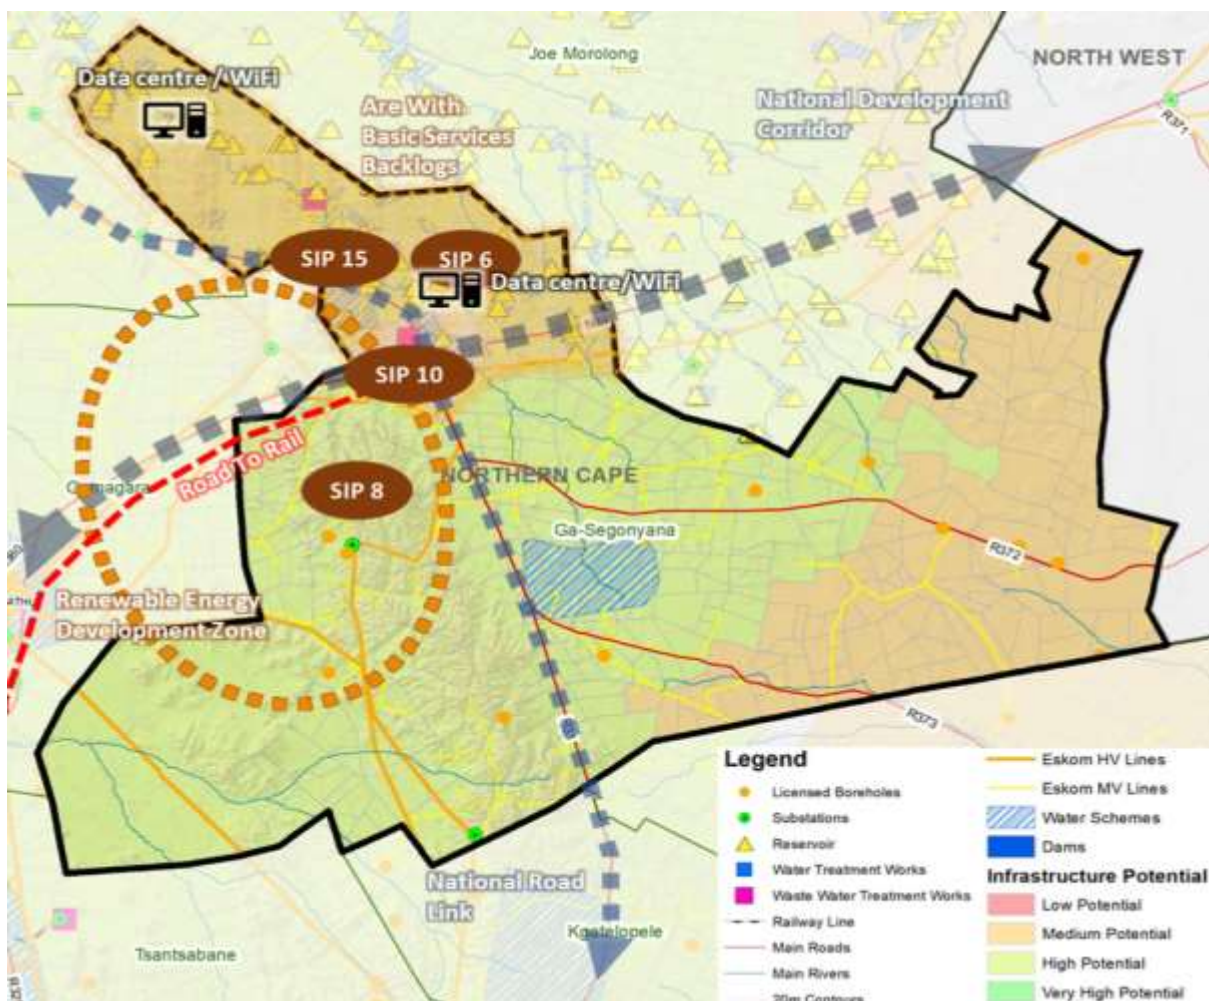 Joe Morolong
NORTH WEST
Data centre / WiFi
Are With
Basic Services
Backlogs
National Development
Corridor
R371
SIP 15
SIP 6
Data centre/WiFi
SIP 10
Road To Rail
NORTHERN CAPE
SIP 8
Ga-Segonyana
R372
Renewable Energy
Development Zone
R373
National Road
Link
Kgatelopele
Tsantsabane
Legend
Licensed Boreholes
Substations
Reservoir
Water Treatment Works
Waste Water Treatment Works
Railway Line
Main Roads
Main Rivers
20m Contours
Eskom HV Lines
Eskom MV Lines
Water Schemes
Dams
Infrastructure Potential
Low Potential
Medium Potential
High Potential
Very High Potential